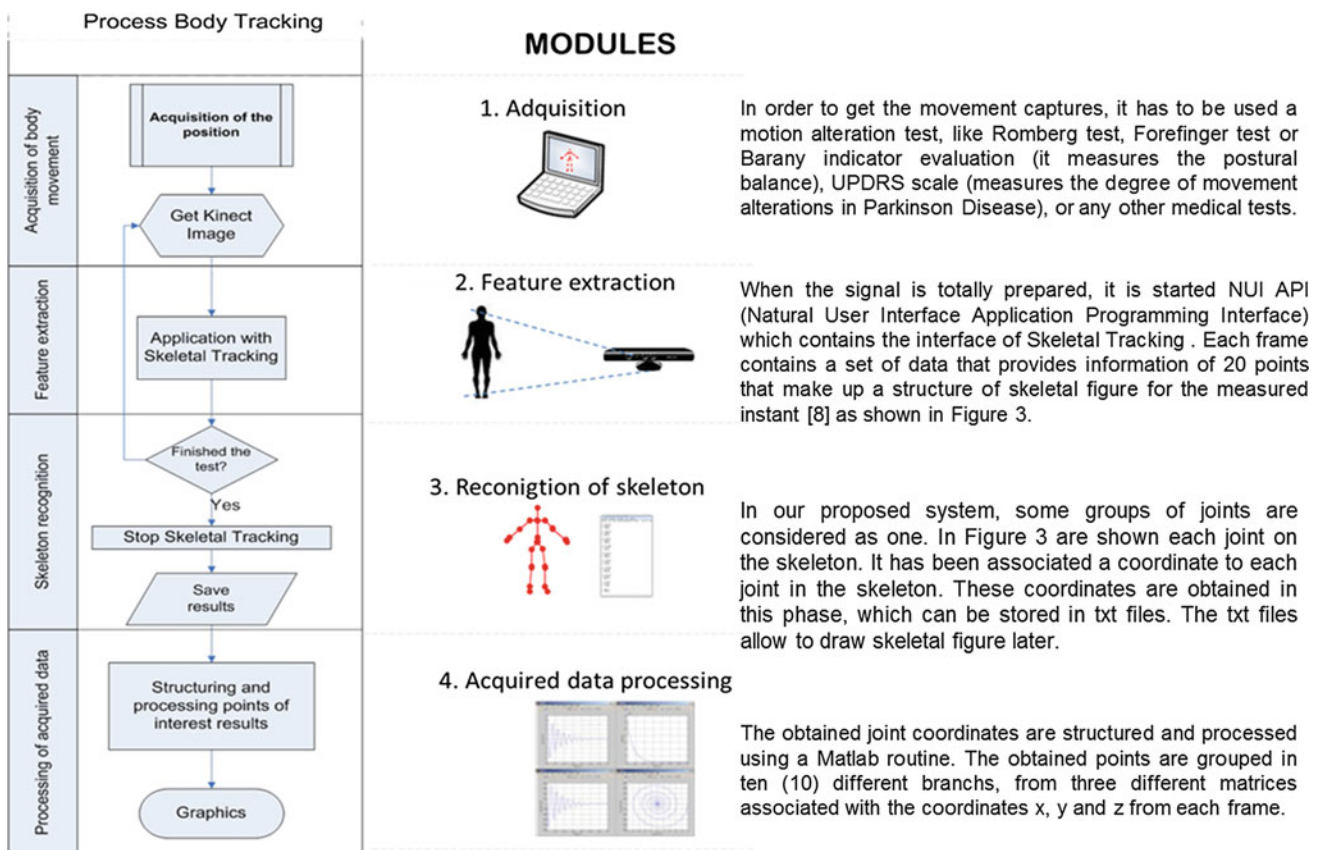 Process Body Tracking
MODULES
Acquisition of body
movement
Acquisition of the
position
Get Kinect
Image
1. Adquisition
In order to get the movement captures, it has to be used a
motion alteration test, like Romberg test, Forefinger test or
Barany indicator evaluation (it measures the postural
balance), UPDRS scale (measures the degree of movement
alterations in Parkinson Disease), or any other medical tests.
Feature extraction
Application with
Skeletal Tracking
2. Feature extraction
When the signal is totally prepared, it is started NUI API
(Natural User Interface Application Programming Interface)
which contains the interface of Skeletal Tracking . Each frame
contains a set of data that provides information of 20 points
that make up a structure of skeletal figure for the measured
instant [8] as shown in Figure 3.
Skeleton recognition
Finished the
test?
Yes
Stop Skeletal Tracking
Save
results
3. Reconigtion of skeleton
In our proposed system, some groups of joints are
considered as one. In Figure 3 are shown each joint on
the skeleton. It has been associated a coordinate to each
joint in the skeleton. These coordinates are obtained in
this phase, which can be stored in txt files. The txt files
allow to draw skeletal figure later.
Processing of acquired data
Structuring and
processing points of
interest results
Graphics
4. Acquired data processing
The obtained joint coordinates are structured and processed
using a Matlab routine. The obtained points are grouped in
ten (10) different branchs, from three different matrices
associated with the coordinates x, y and z from each frame.